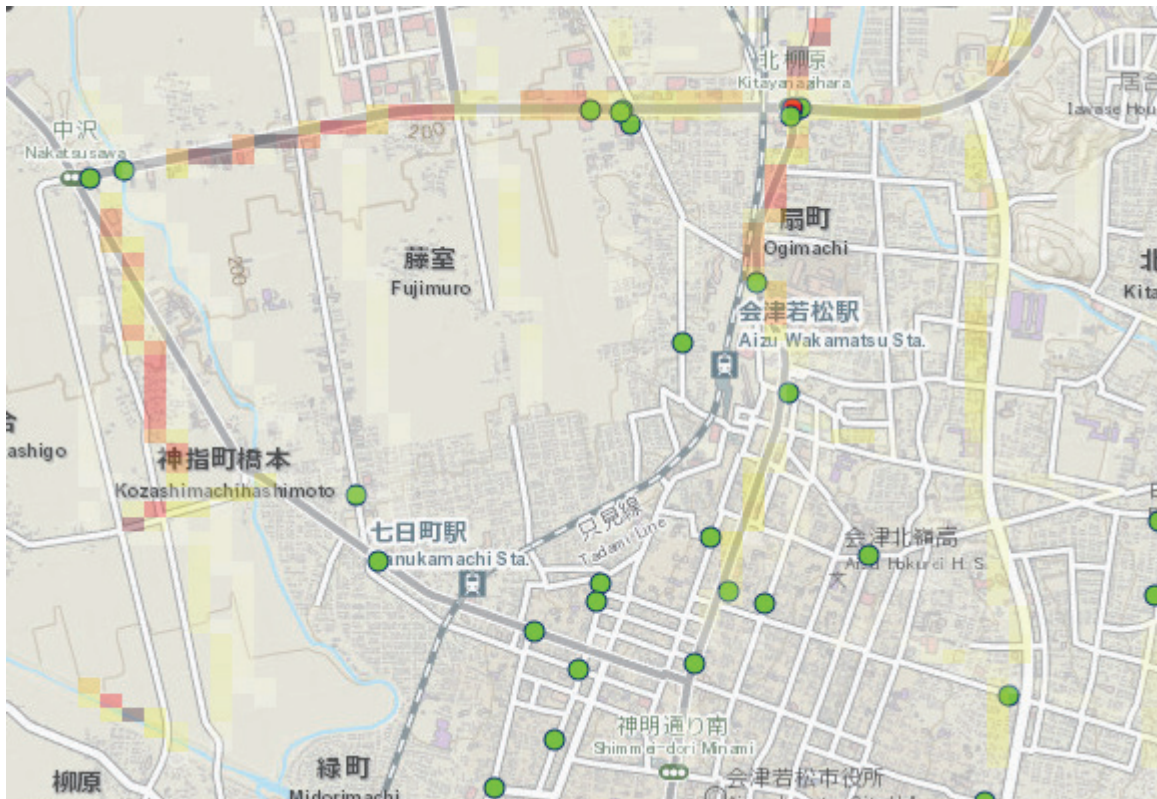 北柳原
Kitayanagihara
居合
Iawase Hou
200
中沢
Nakatsusawa
扇町
Ogimachi
藤室
Fujimuro
200
北
Kita
会津若松駅
Aizu Wakamatsu Sta.
合
ashigo
神指町橋本
Kozashimachihashimoto
只見線
Tadami Line
七日町駅
anukamachi Sta.
会津北嶺高
Aizu Hokurei H. S.
神明通り南
Shimmei-dori Minami
緑町
Midorimachi
柳原
会津若松市役所